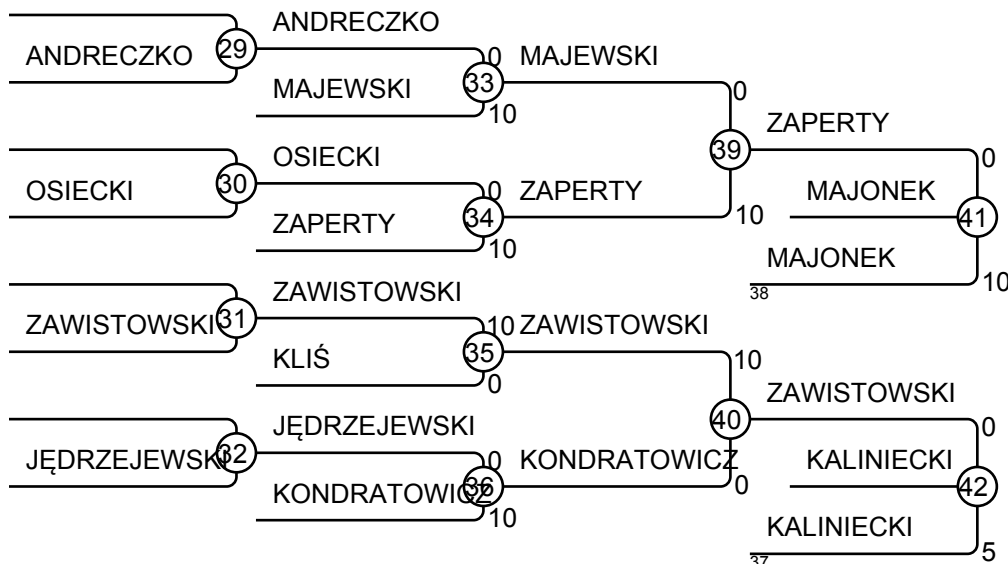 ANDRECZKO
ANDRECZKO 29 0 MAJEWSKI
MAJEWSKI 33 0
10 ZAPERTY
OSIECKI 39 0
OSIECKI 30 0 ZAPERTY MAJONEK
ZAPERTY 34 10 41
10 MAJONEK
38 10
ZAWISTOWSKI
ZAWISTOWSKI 31 10 ZAWISTOWSKI
KLIŚ 35 10
0 ZAWISTOWSKI
JĘDRZEJEWSKI 40 0
JĘDRZEJEWSKI 32 0 KONDRATOWICZ KALINIECKI
KONDRATOWICZ 36 0 42
10 KALINIECKI
37 5